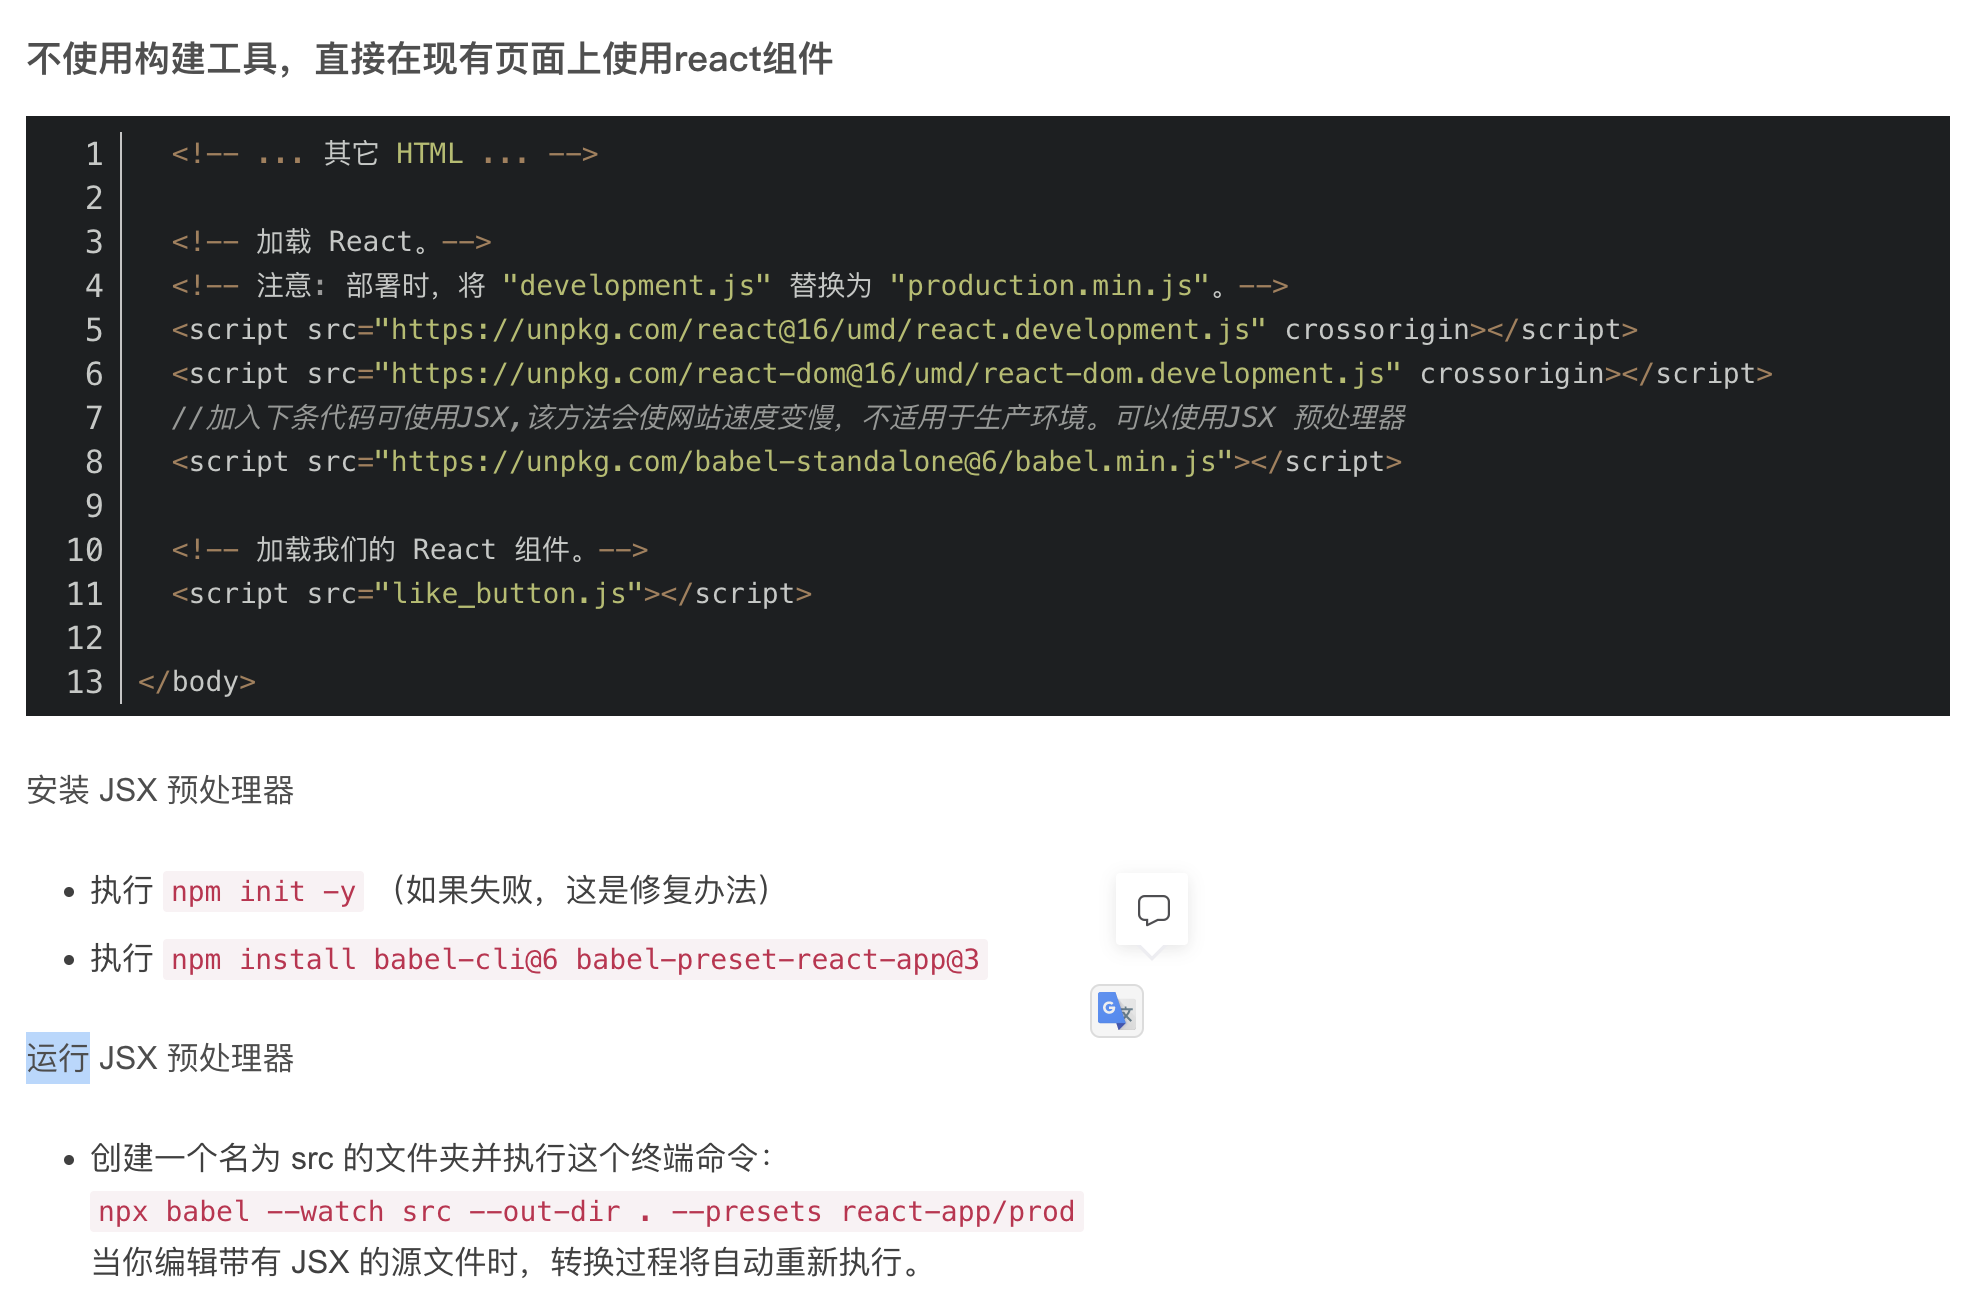 不使用构建工具，直接在现有页面上使用react组件
1 <!-- ... 其它 HTML ... -->
2
3 <!-- 加载 React。-->
4 <!-- 注意: 部署时，将 "development.js" 替换为 "production.min.js"。-->
5 <script src="https://unpkg.com/react@16/umd/react.development.js" crossorigin></script>
6 <script src="https://unpkg.com/react-dom@16/umd/react-dom.development.js" crossorigin></script>
7 //加入下条代码可使用JSX,该方法会使网站速度变慢，不适用于生产环境。可以使用JSX 预处理器
8 <script src="https://unpkg.com/babel-standalone@6/babel.min.js"></script>
9
10 <!-- 加载我们的 React 组件。-->
11 <script src="like_button.js"></script>
12
13 </body>
安装 JSX 预处理器
• 执行 npm init -y （如果失败，这是修复办法）
• 执行 npm install babel-cli@6 babel-preset-react-app@3
G 文
运行 JSX 预处理器
• 创建一个名为 src 的文件夹并执行这个终端命令：
npx babel --watch src --out-dir . --presets react-app/prod
当你编辑带有 JSX 的源文件时，转换过程将自动重新执行。